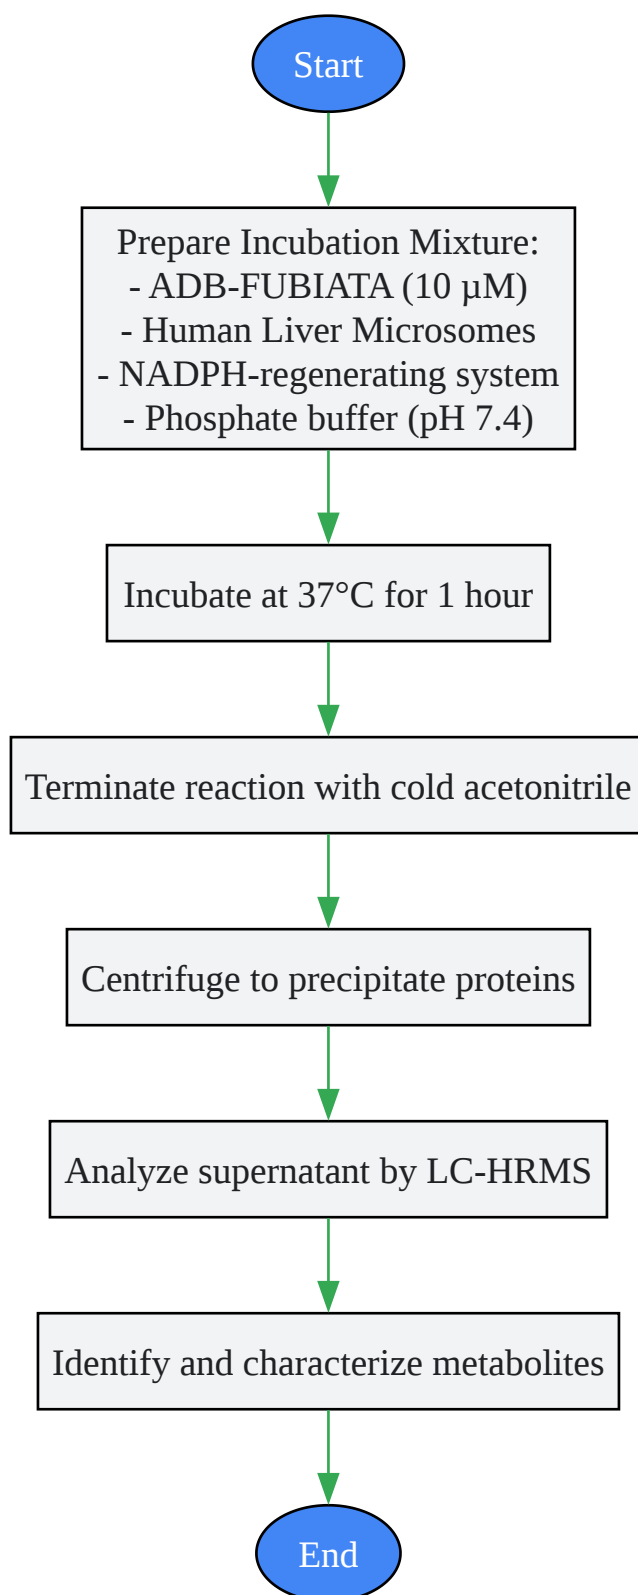 Start
Prepare Incubation Mixture:
- ADB-FUBIATA (10 µM)
- Human Liver Microsomes
- NADPH-regenerating system
- Phosphate buffer (pH 7.4)
Incubate at 37°C for 1 hour
Terminate reaction with cold acetonitrile
Centrifuge to precipitate proteins
Analyze supernatant by LC-HRMS
Identify and characterize metabolites
End